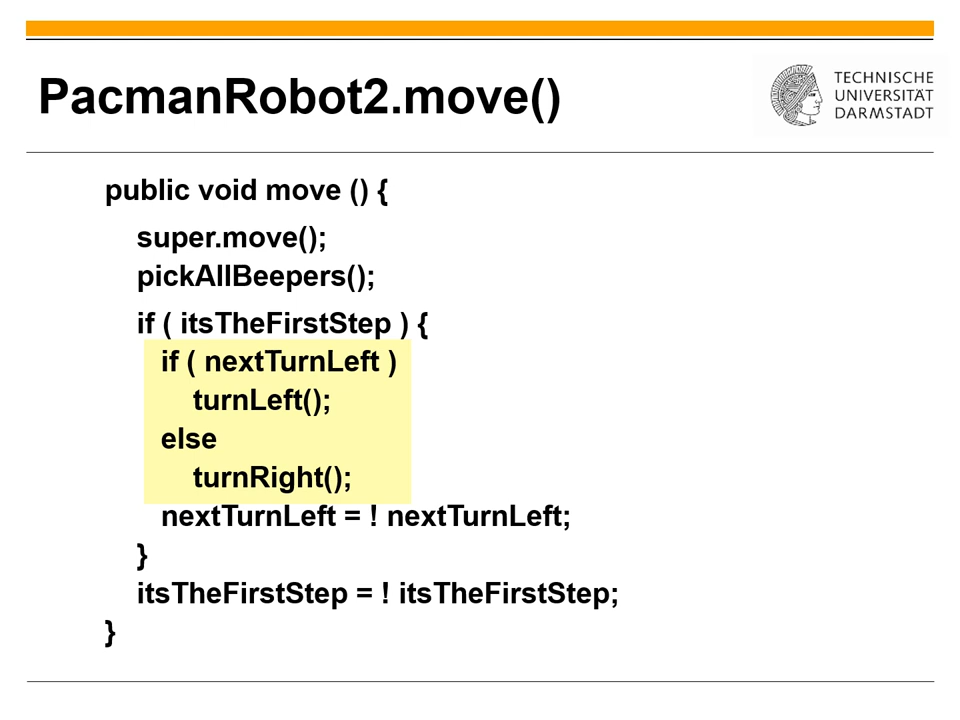 PacmanRobot2.move()
TECHNISCHE
UNIVERSITÄT
DARMSTADT
public void move () {
super.move();
pickAllBeepers();
if ( itsTheFirstStep ) {
if ( nextTurnLeft )
turnLeft();
else
turnRight();
nextTurnLeft = ! nextTurnLeft;
}
itsTheFirstStep = ! itsTheFirstStep;
}